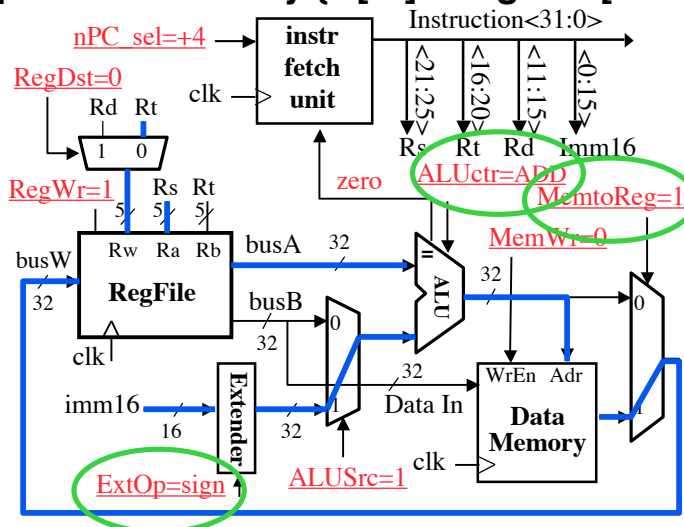 Instruction<31:0>
nPC_sel=+4
instr
fetch
unit
clk
<21:25>
<16:20>
<11:15>
<0:15>
Rs
Rt
Rd
Imm16
RegDst=0
Rd
Rt
1
0
zero
ALUctr=ADD
MemtoReg=1
MemWr=0
RegWr=1
Rs
Rt
5
5
5
Rw
Ra
Rb
RegFile
busW
32
clk
busA
32
busB
32
=
ALU
32
0
1
0
1
32
Data In
WrEn
Adr
Data
Memory
clk
imm16
16
Extender
32
ExtOp=sign
ALUSrc=1